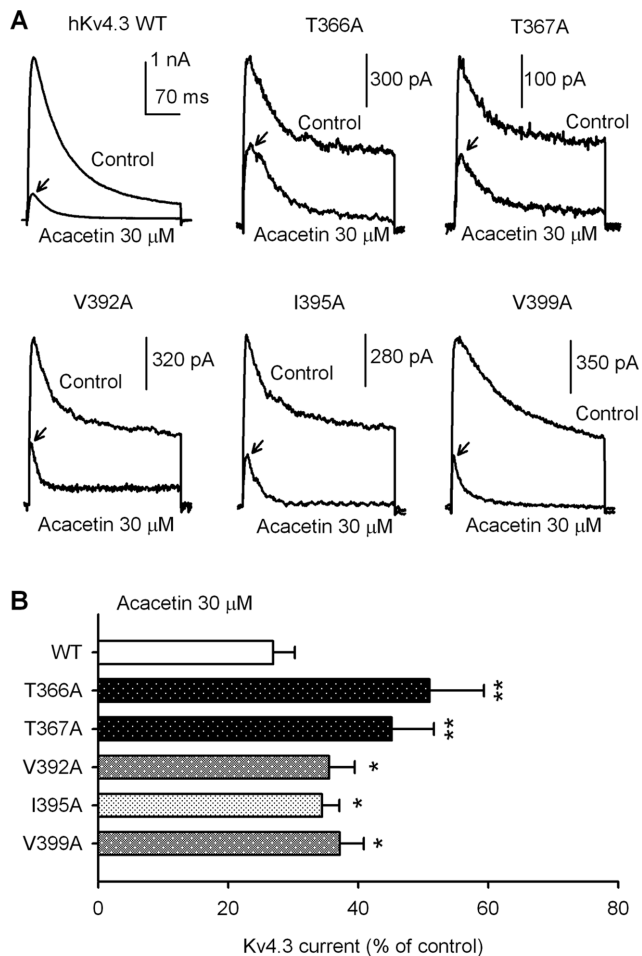 A
hKv4.3 WT
T366A
T367A
1 nA
70 ms
Control
Acacetin 30 μM
300 pA
Control
Acacetin 30 μM
100 pA
Control
Acacetin 30 μM
V392A
I395A
V399A
320 pA
Control
Acacetin 30 μM
280 pA
Control
Acacetin 30 μM
350 pA
Control
Acacetin 30 μM
B
Acacetin 30 μM
WT
T366A
**
T367A
**
V392A
*
I395A
*
V399A
*
0
20
40
60
80
Kv4.3 current (% of control)